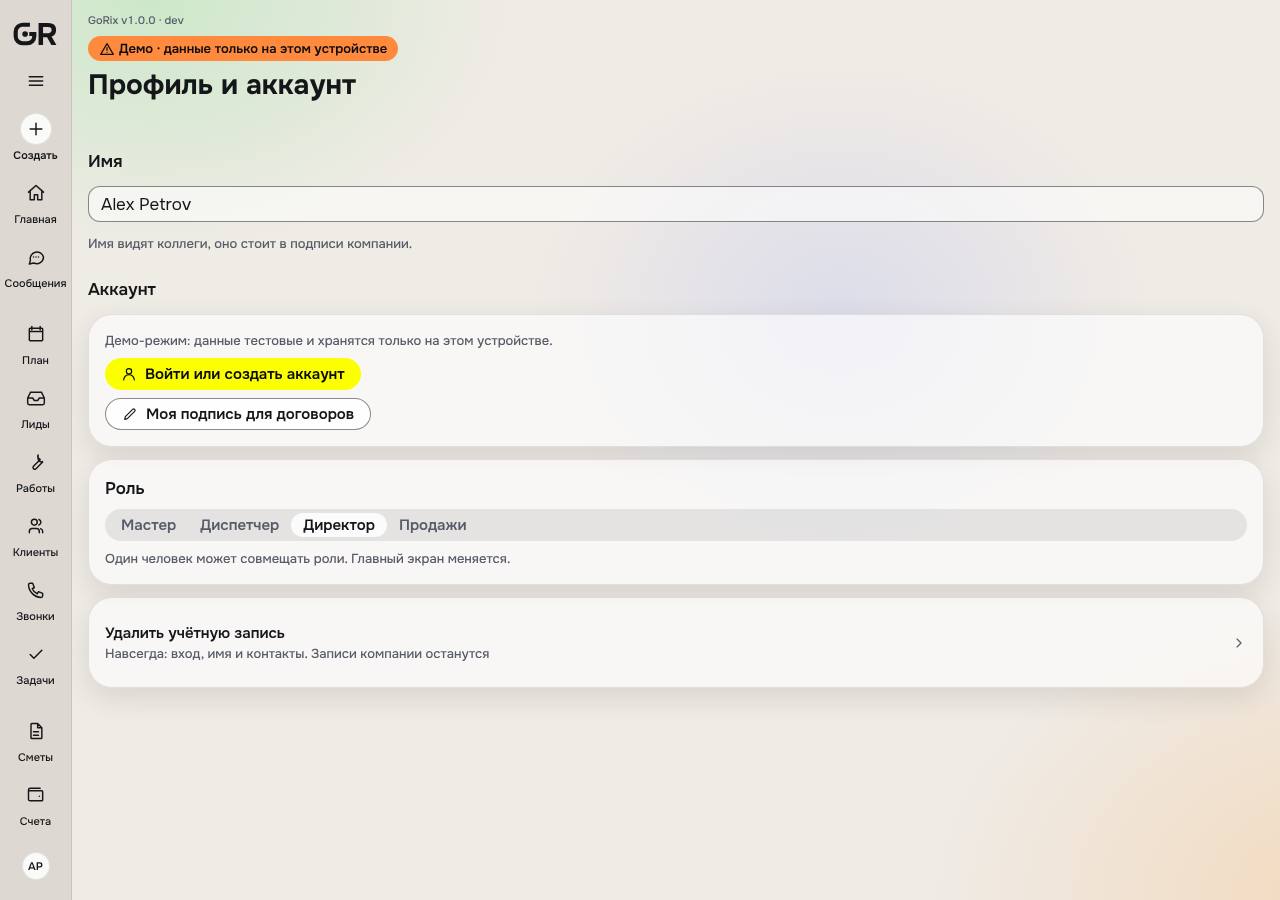 GR
Создать
Главная
Сообщения
План
Лиды
Работы
Клиенты
Звонки
Задачи
Сметы
Счета
AP
GoRix v1.0.0 · dev
Демо · данные только на этом устройстве
Профиль и аккаунт
Имя
Alex Petrov
Имя видят коллеги, оно стоит в подписи компании.
Аккаунт
Демо-режим: данные тестовые и хранятся только на этом устройстве.
Войти или создать аккаунт
Моя подпись для договоров
Роль
Мастер Диспетчер Директор Продажи
Один человек может совмещать роли. Главный экран меняется.
Удалить учётную запись
Навсегда: вход, имя и контакты. Записи компании останутся